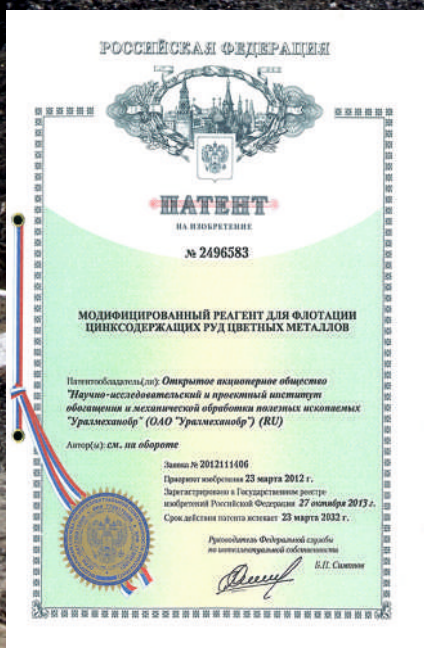 РОССИЙСКАЯ ФЕДЕРАЦИЯ
ПАТЕНТ
НА ИЗОБРЕТЕНИЕ
№ 2496583
МОДИФИЦИРОВАННЫЙ РЕАГЕНТ ДЛЯ ФЛОТАЦИИ
ЦИНКСОДЕРЖАЩИХ РУД ЦВЕТНЫХ МЕТАЛЛОВ
Патентообладатель(ли): Открытое акционерное общество
"Научно-исследовательский и проектный институт
обогащения и механической обработки полезных ископаемых
"Уралмеханобр" (ОАО "Уралмеханобр") (RU)
Автор(ы): см. на обороте
Заявка № 2012111406
Приоритет изобретения 23 марта 2012 г.
Зарегистрировано в Государственном реестре
изобретений Российской Федерации 27 октября 2013 г.
Срок действия патента истекает 23 марта 2032 г.
Руководитель Федеральной службы
по интеллектуальной собственности
Б.П. Симонов